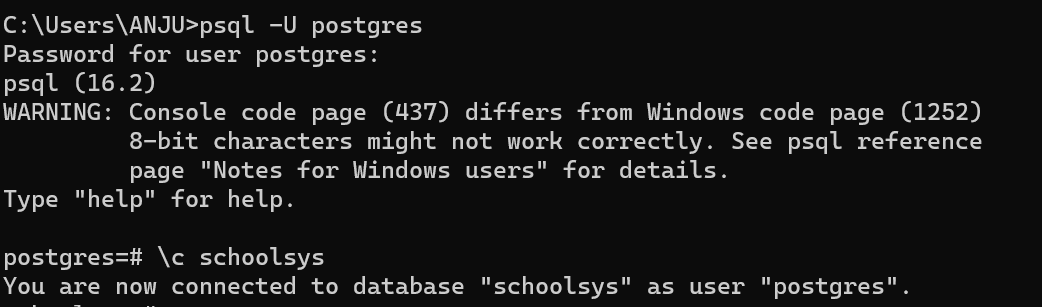 C:\Users\ANJU>psql -U postgres
Password for user postgres:
psql (16.2)
WARNING: Console code page (437) differs from Windows code page (1252)
         8-bit characters might not work correctly. See psql reference
         page "Notes for Windows users" for details.
Type "help" for help.

postgres=# \c schoolsys
You are now connected to database "schoolsys" as user "postgres".